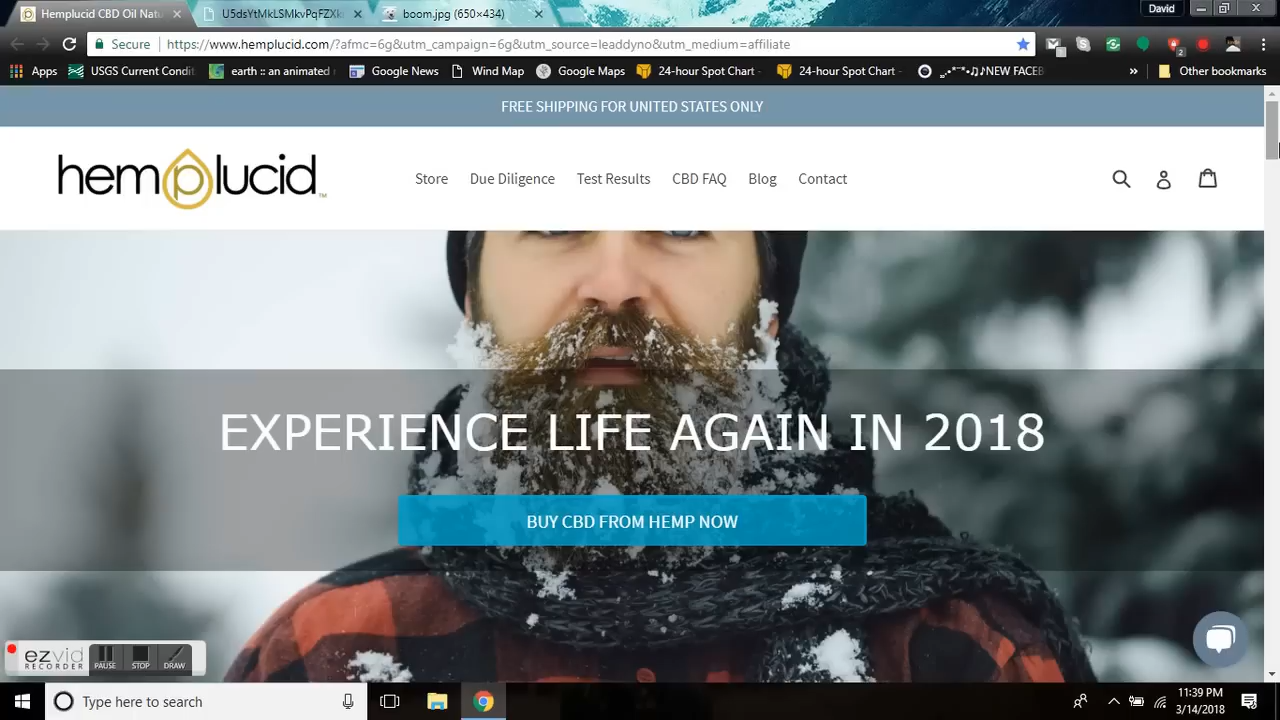 Hemplucid CBD Oil Natu
U5dsYtMkLSMkvPqFZXk
boom.jpg (650×434)
David
Secure
https://www.hemplucid.com/?afmc=6g&utm_campaign=6g&utm_source=leaddyno&utm_medium=affiliate
Apps
USGS Current Condit
earth :: an animated
Google News
Wind Map
Google Maps
24-hour Spot Chart -
24-hour Spot Chart -
NEW FACEB
»
Other bookmarks
FREE SHIPPING FOR UNITED STATES ONLY
hemplucid™
Store
Due Diligence
Test Results
CBD FAQ
Blog
Contact
EXPERIENCE LIFE AGAIN IN 2018
BUY CBD FROM HEMP NOW
ezvid
RECORDER
PAUSE
STOP
DRAW
Type here to search
11:39 PM
3/14/2018